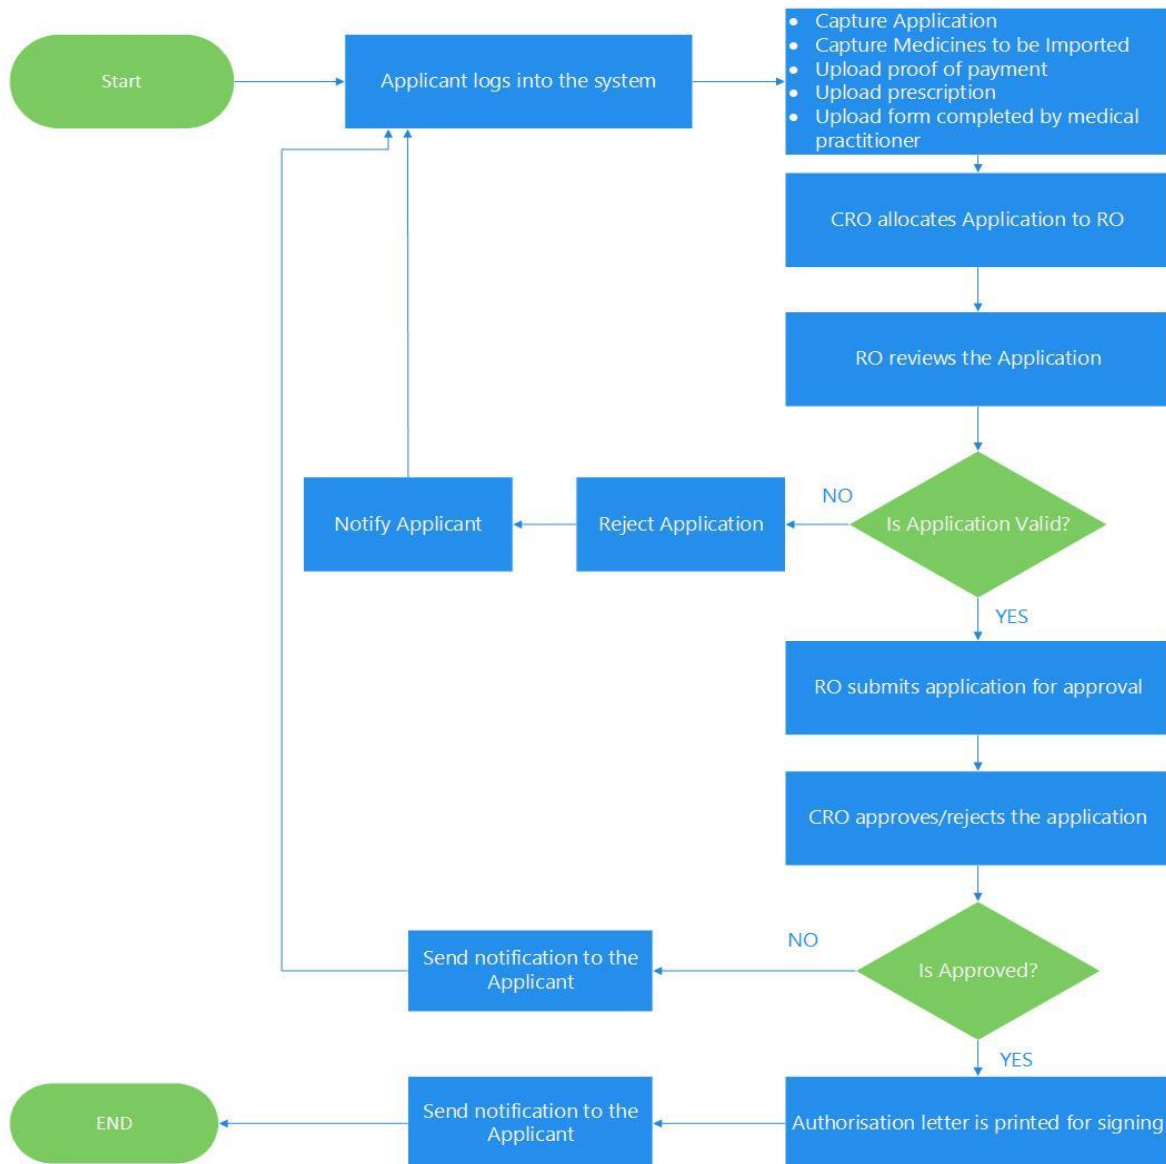 Start
Applicant logs into the system
• Capture Application
• Capture Medicines to be Imported
• Upload proof of payment
• Upload prescription
• Upload form completed by medical
practitioner
CRO allocates Application to RO
RO reviews the Application
Is Application Valid?
NO
Reject Application
Notify Applicant
YES
RO submits application for approval
CRO approves/rejects the application
Is Approved?
NO
Send notification to the
Applicant
YES
Authorisation letter is printed for signing
Send notification to the
Applicant
END